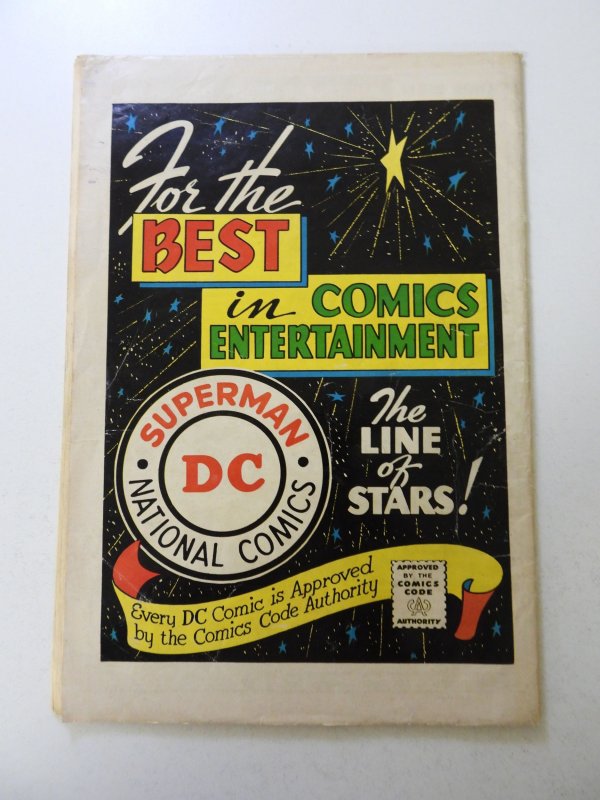 For the
BEST
in COMICS
ENTERTAINMENT
SUPERMAN
DC
• NATIONAL COMICS •
The
LINE
of
STARS!
Every DC Comic is Approved
by the Comics Code Authority
APPROVED
BY THE
COMICS
CODE
CA
AUTHORITY